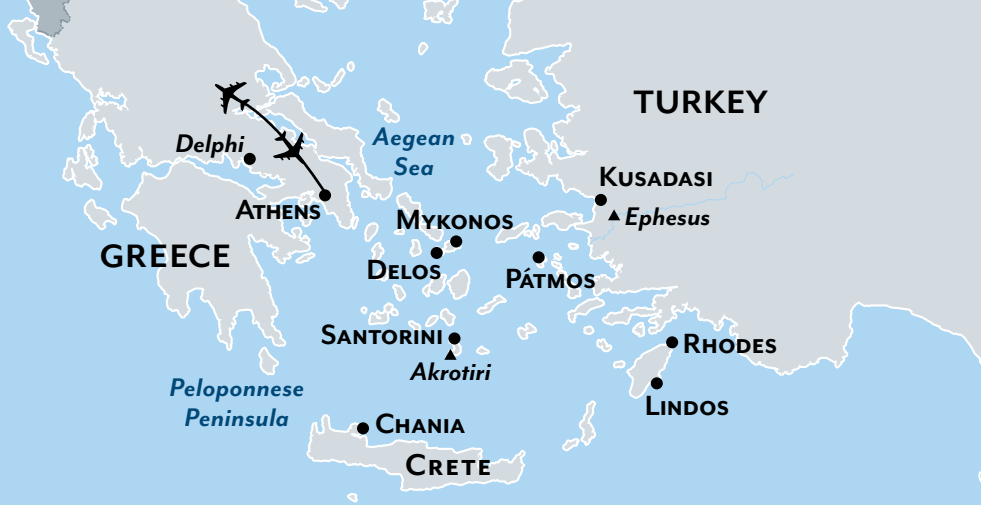 TURKEY
Aegean
Sea
Delphi
KUSADASI
ATHENS
Ephesus
MYKONOS
GREECE
DELOS
PÁTMOS
SANTORINI
RHODES
Akrotiri
Peloponnese
Peninsula
LINDOS
CHANIA
CRETE